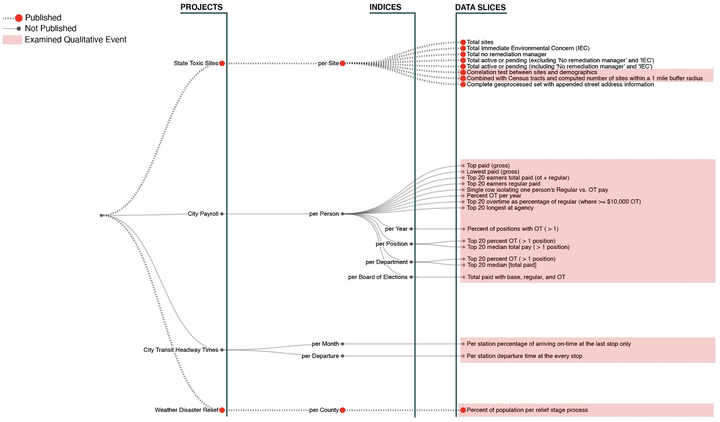 PROJECTS
INDICES
DATA SLICES
Published
Not Published
Examined Qualitative Event
State Toxic Sites
per Site
Total sites
Total Immediate Environmental Concern (IEC)
Total no remediation manager
Total active or pending (excluding 'No remediation manager' and 'IEC')
Total active or pending (including 'No remediation manager' and 'IEC')
Correlation test between sites and demographics
Combined with Census tracts and computed number of sites within a 1 mile buffer radius
Complete geoprocessed set with appended street address information
City Payroll
per Person
Top paid (gross)
Lowest paid (gross)
Top 20 earners total paid (ot + regular)
Top 20 earners regular paid
Single row isolating one person's Regular vs. OT pay
Percent OT per year
Top 20 overtime as percentage of regular (where >= $10,000 OT)
Top 20 longest at agency
per Year
Percent of positions with OT ( > 1)
per Position
Top 20 percent OT ( > 1 position)
Top 20 median total pay ( > 1 position)
per Department
Top 20 percent OT ( > 1 position)
Top 20 median [total paid]
per Board of Elections
Total paid with base, regular, and OT
City Transit Headway Times
per Month
Per station percentage of arriving on-time at the last stop only
per Departure
Per station departure time at the every stop
Weather Disaster Relief
per County
Percent of population per relief stage process